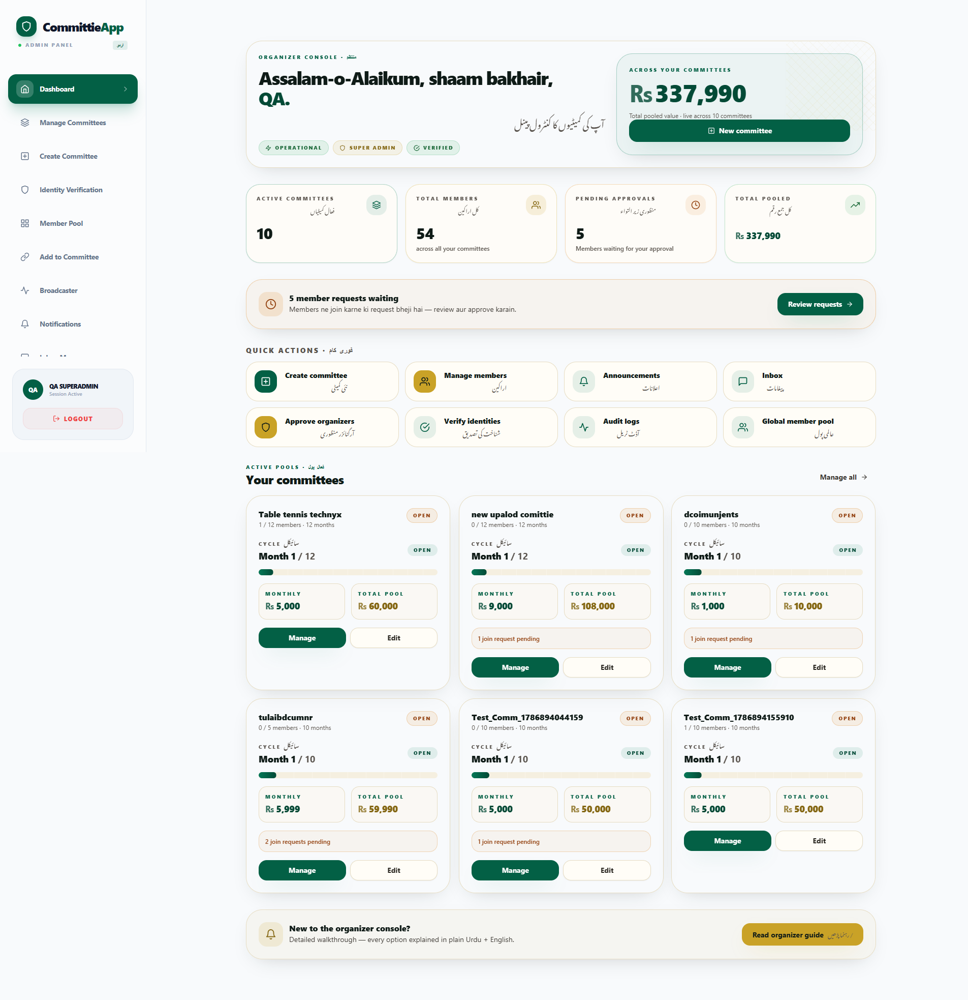 CommittieApp
ADMIN PANEL
اردو
Dashboard
Manage Committees
Create Committee
Identity Verification
Member Pool
Add to Committee
Broadcaster
Notifications
QA
QA SUPERADMIN
Session Active
LOGOUT
ORGANIZER CONSOLE · منتظم
Assalam-o-Alaikum, shaam bakhair,
QA.
آپ کی کمیٹیوں کا کنٹرول پینل
OPERATIONAL
SUPER ADMIN
VERIFIED
ACROSS YOUR COMMITTEES
Rs 337,990
Total pooled value · live across 10 committees
New committee
ACTIVE COMMITTEES
فعال کمیٹیاں
10
TOTAL MEMBERS
کل اراکین
54
across all your committees
PENDING APPROVALS
منظوری زیر التواء
5
Members waiting for your approval
TOTAL POOLED
کل جمع رقم
Rs 337,990
5 member requests waiting
Members ne join karne ki request bheji hai — review aur approve karain.
Review requests
QUICK ACTIONS · فوری کام
Create committee
نئی کمیٹی
Manage members
اراکین
Announcements
اعلانات
Inbox
پیغامات
Approve organizers
آرگنائزر منظوری
Verify identities
شناخت کی تصدیق
Audit logs
آڈٹ ٹریل
Global member pool
عالمی پول
ACTIVE POOLS · فعال پول
Your committees
Manage all
Table tennis technyx
OPEN
1 / 12 members · 12 months
CYCLE سائیکل
Month 1 / 12
OPEN
MONTHLY
Rs 5,000
TOTAL POOL
Rs 60,000
Manage
Edit
new upalod comittie
OPEN
0 / 12 members · 12 months
CYCLE سائیکل
Month 1 / 12
OPEN
MONTHLY
Rs 9,000
TOTAL POOL
Rs 108,000
1 join request pending
Manage
Edit
dcoimunjents
OPEN
0 / 10 members · 10 months
CYCLE سائیکل
Month 1 / 10
OPEN
MONTHLY
Rs 1,000
TOTAL POOL
Rs 10,000
1 join request pending
Manage
Edit
tulaibdcumnr
OPEN
0 / 5 members · 10 months
CYCLE سائیکل
Month 1 / 10
OPEN
MONTHLY
Rs 5,999
TOTAL POOL
Rs 59,990
2 join requests pending
Manage
Edit
Test_Comm_1786894044159
OPEN
0 / 10 members · 10 months
CYCLE سائیکل
Month 1 / 10
OPEN
MONTHLY
Rs 5,000
TOTAL POOL
Rs 50,000
1 join request pending
Manage
Edit
Test_Comm_1786894155910
OPEN
1 / 10 members · 10 months
CYCLE سائیکل
Month 1 / 10
OPEN
MONTHLY
Rs 5,000
TOTAL POOL
Rs 50,000
Manage
Edit
New to the organizer console?
Detailed walkthrough — every option explained in plain Urdu + English.
Read organizer guide / رہنما پڑھیں